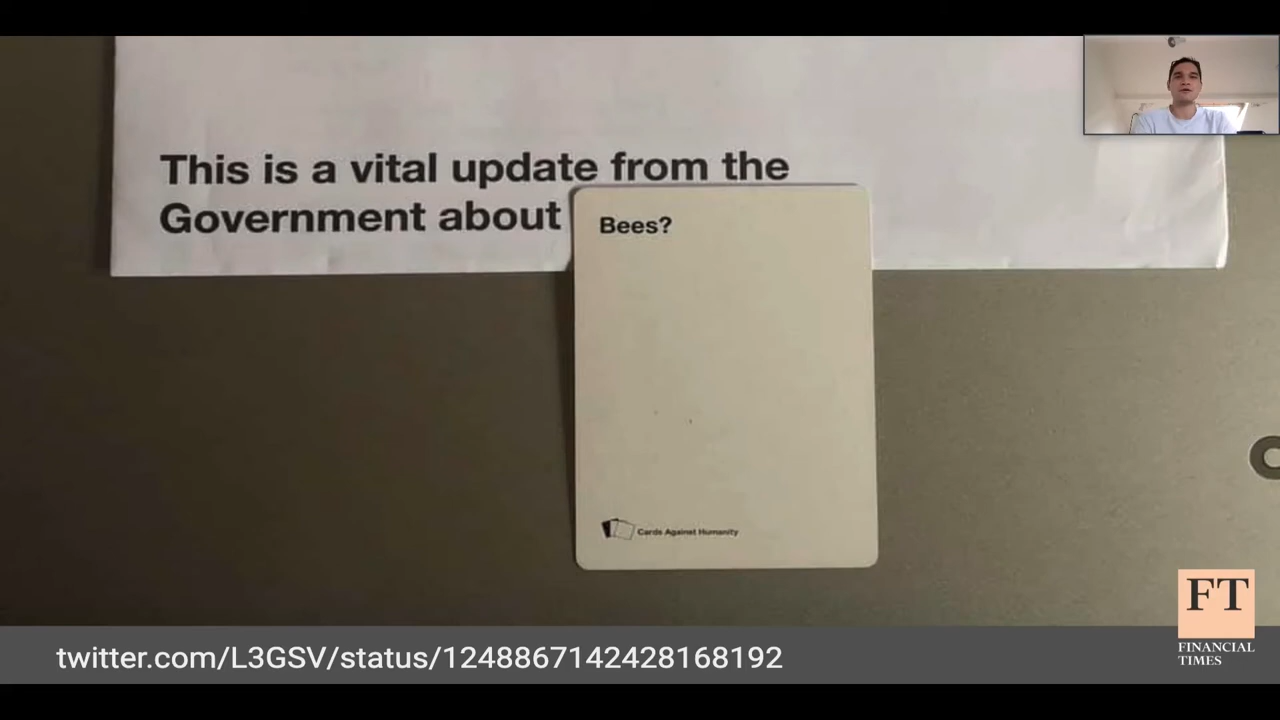 This is a vital update from the
Government about
Bees?
Cards Against Humanity
FT
FINANCIAL
TIMES
twitter.com/L3GSV/status/1248867142428168192